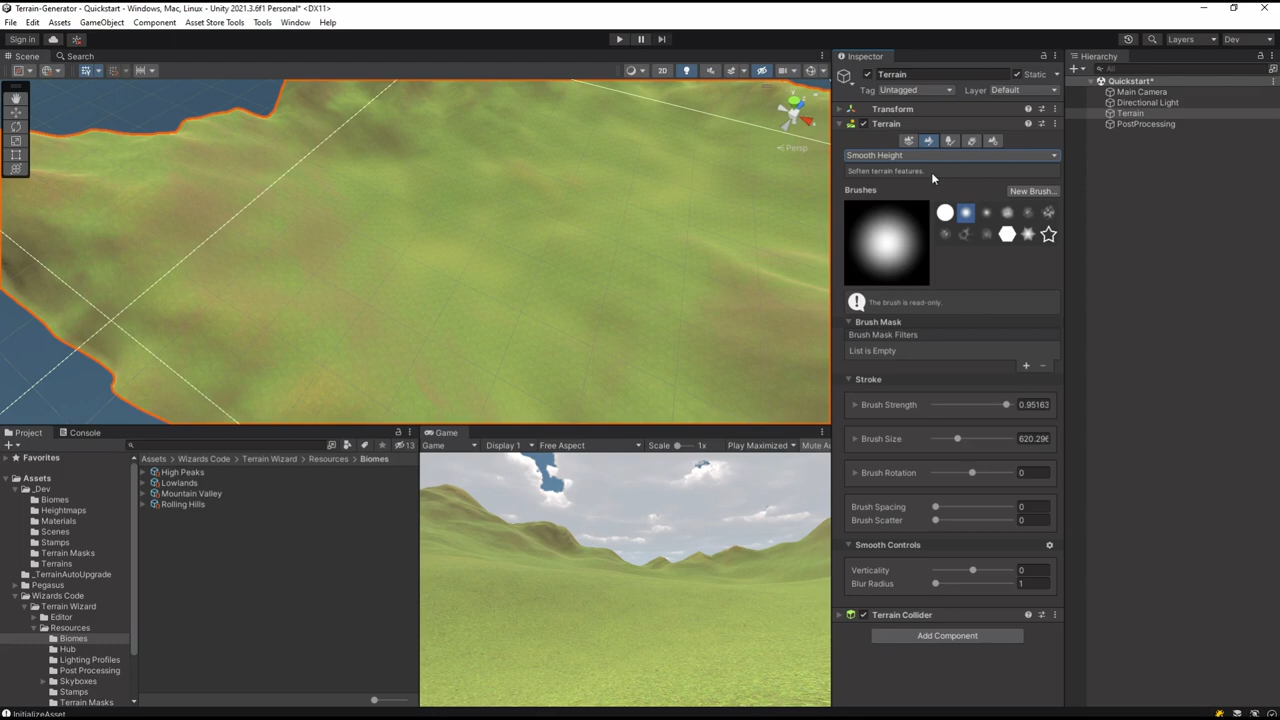 Terrain-Generator - Quickstart - Windows, Mac, Linux - Unity 2021.3.6f1 Personal* <DX11>
File Edit Assets GameObject Component Asset Store Tools Tools Window Help
Sign in Layers Dev
Scene Search
2D
Persp
Inspector
Terrain Static
Tag Untagged Layer Default
Transform
Terrain
Smooth Height
Soften terrain features.
Brushes New Brush...
The brush is read-only.
Brush Mask
Brush Mask Filters
List is Empty
Stroke
Brush Strength 0.95163
Brush Size 620.296
Brush Rotation 0
Brush Spacing 0
Brush Scatter 0
Smooth Controls
Verticality 0
Blur Radius 1
Terrain Collider
Add Component
Hierarchy
All
Quickstart*
Main Camera
Directional Light
Terrain
PostProcessing
Project Console
13
Favorites
Assets
_Dev
Biomes
Heightmaps
Materials
Scenes
Stamps
Terrain Masks
Terrains
_TerrainAutoUpgrade
Pegasus
Wizards Code
Terrain Wizard
Editor
Resources
Biomes
Hub
Lighting Profiles
Post Processing
Skyboxes
Stamps
Terrain Masks
Assets Wizards Code Terrain Wizard Resources Biomes
High Peaks
Lowlands
Mountain Valley
Rolling Hills
Game
Game Display 1 Free Aspect Scale 1x Play Maximized Mute Au
InitializeAsset